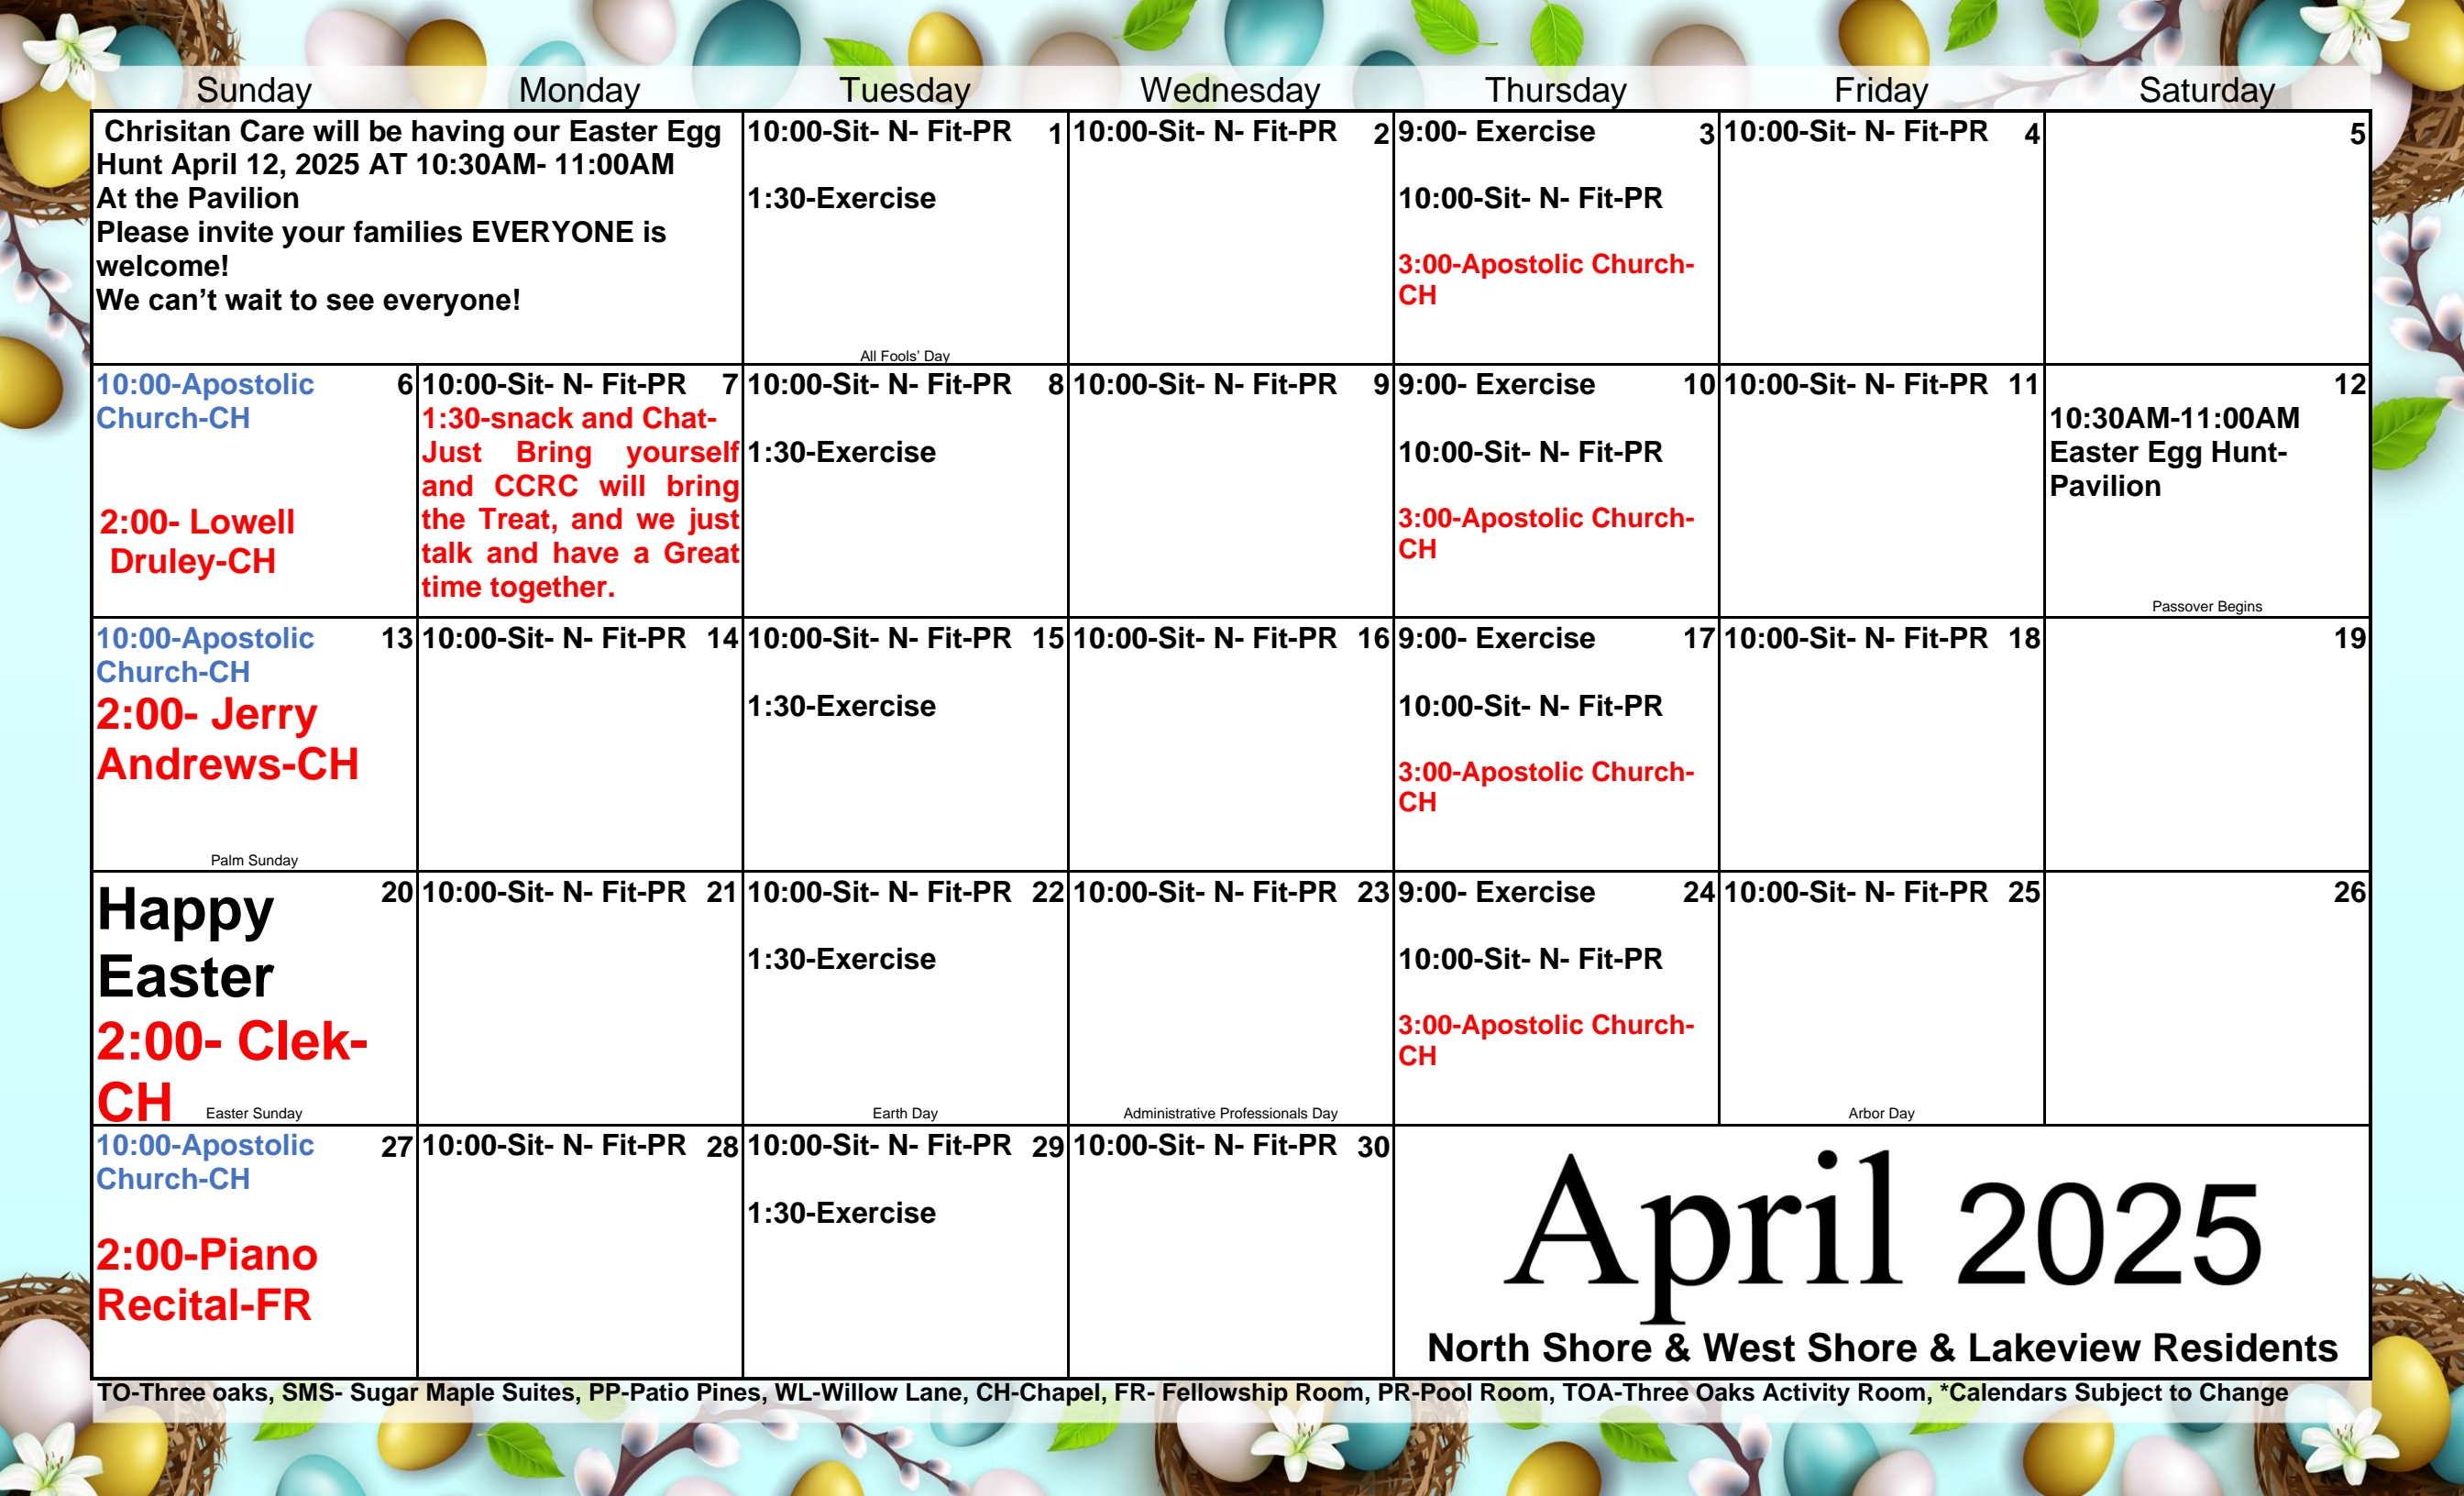 Sunday Monday Tuesday Wednesday Thursday Friday Saturday
Chrisitan Care will be having our Easter Egg
Hunt April 12, 2025 AT 10:30AM- 11:00AM
At the Pavilion
Please invite your families EVERYONE is
welcome!
We can't wait to see everyone!
10:00-Sit- N- Fit-PR 1
1:30-Exercise
All Fools' Day
10:00-Sit- N- Fit-PR 2
9:00- Exercise 3
10:00-Sit- N- Fit-PR
3:00-Apostolic Church-
CH
10:00-Sit- N- Fit-PR 4
5
10:00-Apostolic 6
Church-CH
2:00- Lowell
Druley-CH
10:00-Sit- N- Fit-PR 7
1:30-snack and Chat-
Just Bring yourself
and CCRC will bring
the Treat, and we just
talk and have a Great
time together.
10:00-Sit- N- Fit-PR 8
1:30-Exercise
10:00-Sit- N- Fit-PR 9
9:00- Exercise 10
10:00-Sit- N- Fit-PR
3:00-Apostolic Church-
CH
10:00-Sit- N- Fit-PR 11
12
10:30AM-11:00AM
Easter Egg Hunt-
Pavilion
Passover Begins
10:00-Apostolic 13
Church-CH
2:00- Jerry
Andrews-CH
Palm Sunday
10:00-Sit- N- Fit-PR 14
10:00-Sit- N- Fit-PR 15
1:30-Exercise
10:00-Sit- N- Fit-PR 16
9:00- Exercise 17
10:00-Sit- N- Fit-PR
3:00-Apostolic Church-
CH
10:00-Sit- N- Fit-PR 18
19
Happy 20
Easter
2:00- Clek-
CH
Easter Sunday
10:00-Sit- N- Fit-PR 21
10:00-Sit- N- Fit-PR 22
1:30-Exercise
Earth Day
10:00-Sit- N- Fit-PR 23
Administrative Professionals Day
9:00- Exercise 24
10:00-Sit- N- Fit-PR
3:00-Apostolic Church-
CH
10:00-Sit- N- Fit-PR 25
Arbor Day
26
10:00-Apostolic 27
Church-CH
2:00-Piano
Recital-FR
10:00-Sit- N- Fit-PR 28
10:00-Sit- N- Fit-PR 29
1:30-Exercise
10:00-Sit- N- Fit-PR 30
April 2025
North Shore & West Shore & Lakeview Residents
TO-Three oaks, SMS- Sugar Maple Suites, PP-Patio Pines, WL-Willow Lane, CH-Chapel, FR- Fellowship Room, PR-Pool Room, TOA-Three Oaks Activity Room, *Calendars Subject to Change